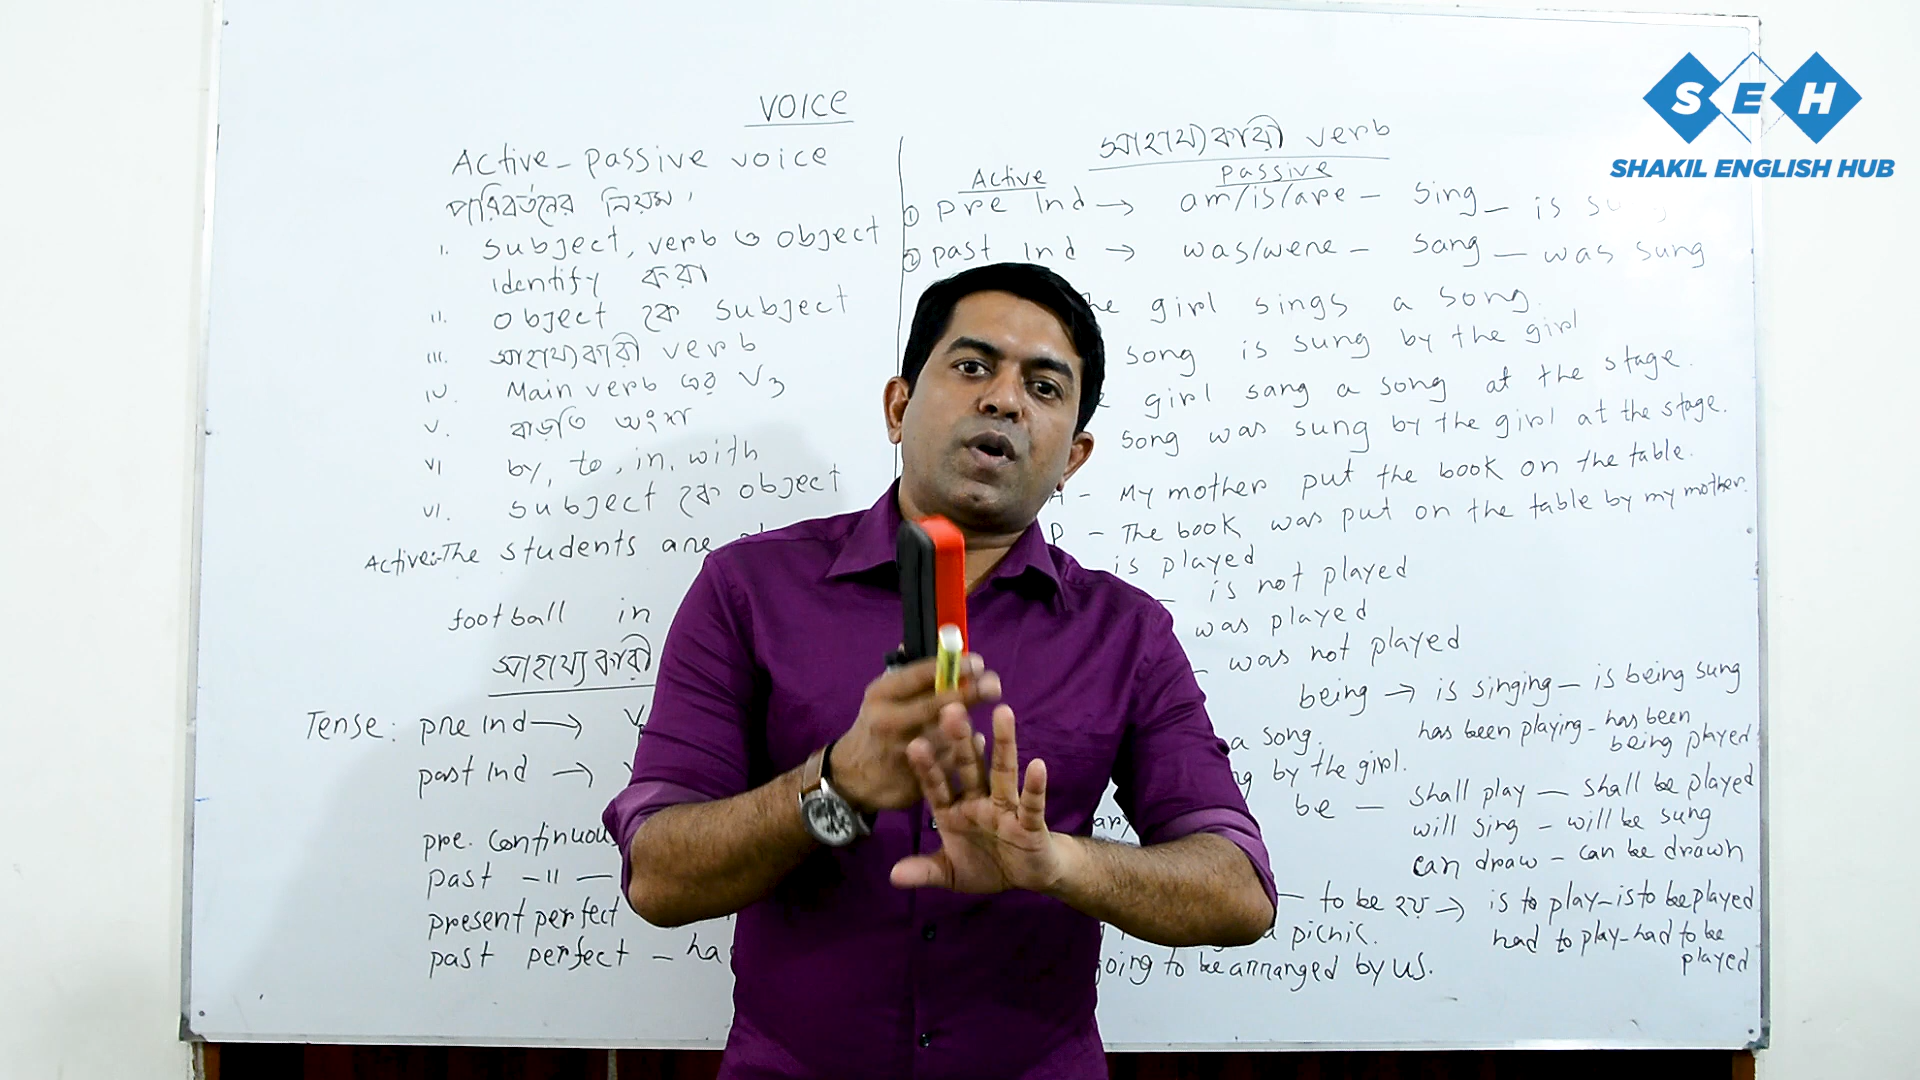 SEH
SHAKIL ENGLISH HUB
VOICE
Active - passive voice
পরিবর্তনের নিয়ম,
i. subject, verb ও object
identify করা
ii. object কে subject
iii. সাহায্যকারী verb
iv. Main verb এর V3
v. বাড়তি অংশ
vi by, to, in, with
vi. subject কে object
Active:- The students are
football in
সাহায্যকারী
Tense: pre Ind →
past Ind →
pre. continuou
past -"-
present perfect
past perfect - ha
সাহায্যকারী verb
Active passive
① pre Ind → am/is/are - sing - is su
② past Ind → was/were - sang - was sung
he girl sings a song.
song is sung by the girl
girl sang a song at the stage.
song was sung by the girl at the stage.
A - My mother put the book on the table.
P - The book was put on the table by my mother.
is played
is not played
was played
- was not played
being → is singing - is being sung
a song. has been playing - has been being played
ng by the girl.
be - shall play - shall be played
will sing - will be sung
can draw - can be drawn
- to be হয় → is to play - is to be played
picnic. had to play - had to be played
going to be arranged by us.